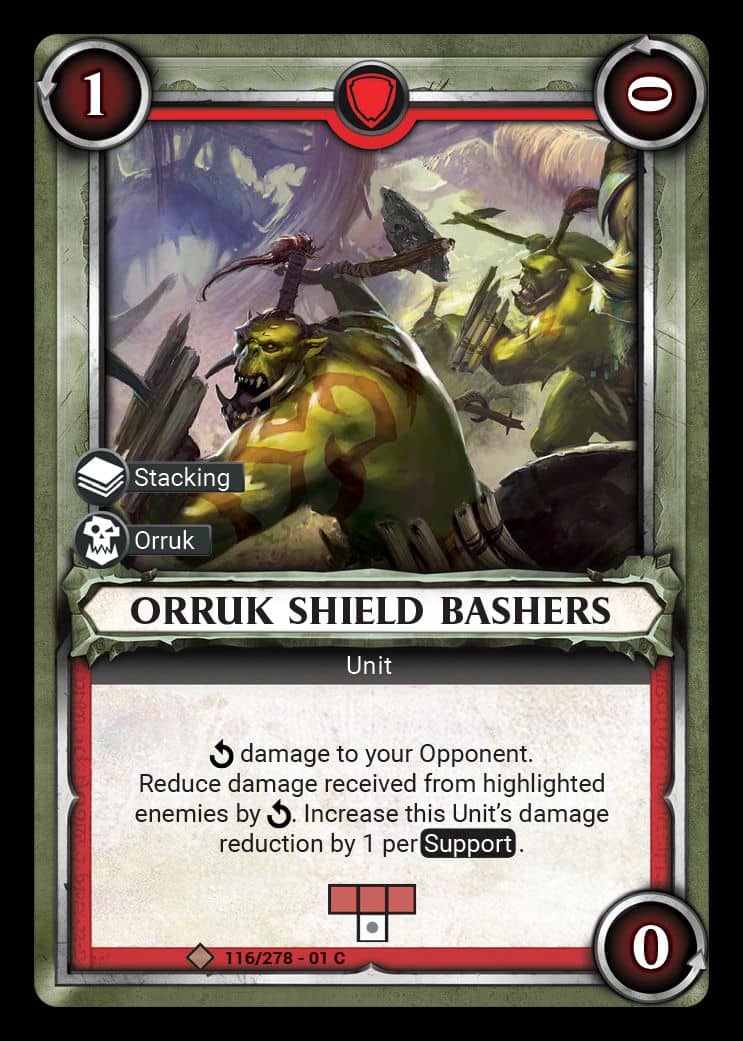 1
0
Stacking
Orruk
ORRUK SHIELD BASHERS
Unit
damage to your Opponent.
Reduce damage received from highlighted
enemies by . Increase this Unit's damage
reduction by 1 per Support .
116/278 - 01 C
0